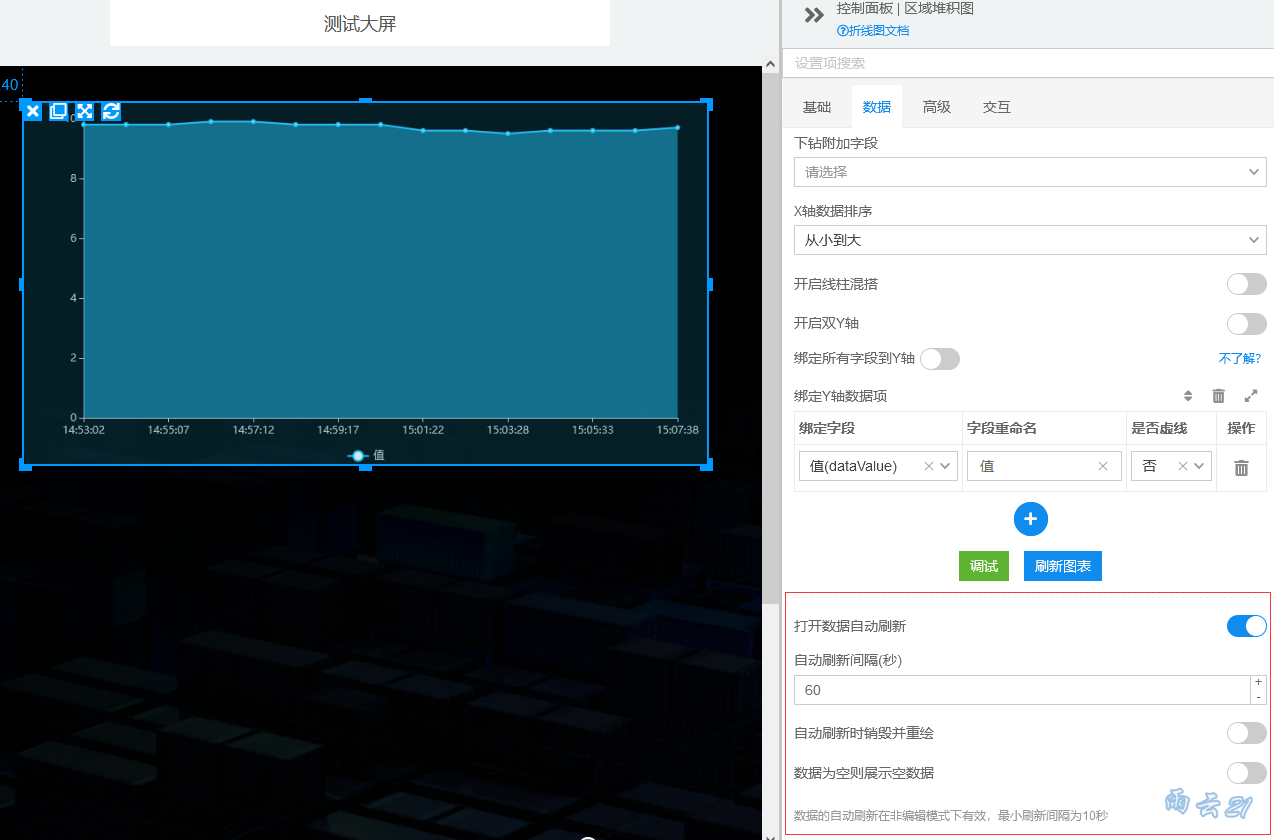 测试大屏
40
0
8
6
4
2
0
14:53:02 14:55:07 14:57:12 14:59:17 15:01:22 15:03:28 15:05:33 15:07:38
值
控制面板 | 区域堆积图
折线图文档
设置项搜索
基础 数据 高级 交互
下钻附加字段
请选择
X轴数据排序
从小到大
开启线柱混搭
开启双Y轴
绑定所有字段到Y轴 不了解?
绑定Y轴数据项
绑定字段 字段重命名 是否虚线 操作
值(dataValue) 值 否
调试 刷新图表
打开数据自动刷新
自动刷新间隔(秒)
60
自动刷新时销毁并重绘
数据为空则展示空数据
数据的自动刷新在非编辑模式下有效，最小刷新间隔为10秒
雨云21